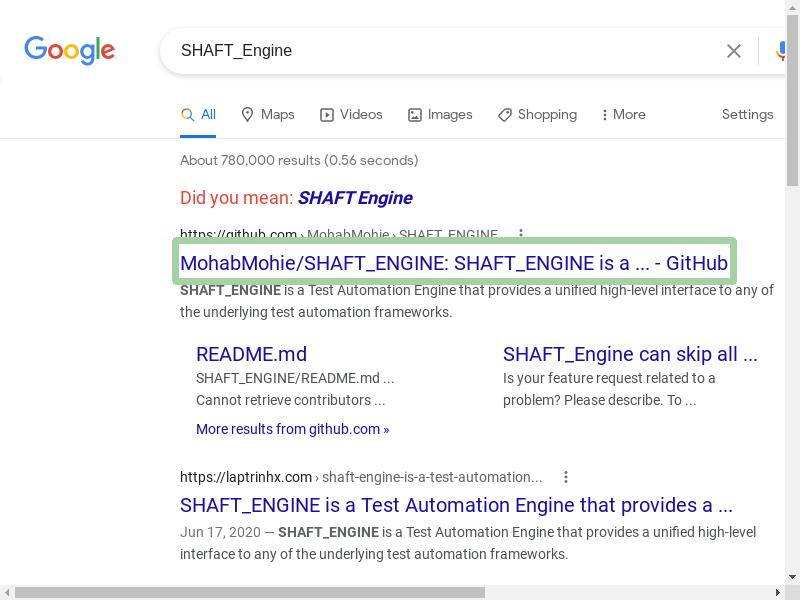 Google
SHAFT_Engine
All Maps Videos Images Shopping More Settings
About 780,000 results (0.56 seconds)
Did you mean: SHAFT Engine
https://github.com › MohabMohie › SHAFT_ENGINE
MohabMohie/SHAFT_ENGINE: SHAFT_ENGINE is a ... - GitHub
SHAFT_ENGINE is a Test Automation Engine that provides a unified high-level interface to any of
the underlying test automation frameworks.
README.md
SHAFT_ENGINE/README.md ...
Cannot retrieve contributors ...
SHAFT_Engine can skip all ...
Is your feature request related to a
problem? Please describe. To ...
More results from github.com »
https://laptrinhx.com › shaft-engine-is-a-test-automation...
SHAFT_ENGINE is a Test Automation Engine that provides a ...
Jun 17, 2020 — SHAFT_ENGINE is a Test Automation Engine that provides a unified high-level
interface to any of the underlying test automation frameworks.